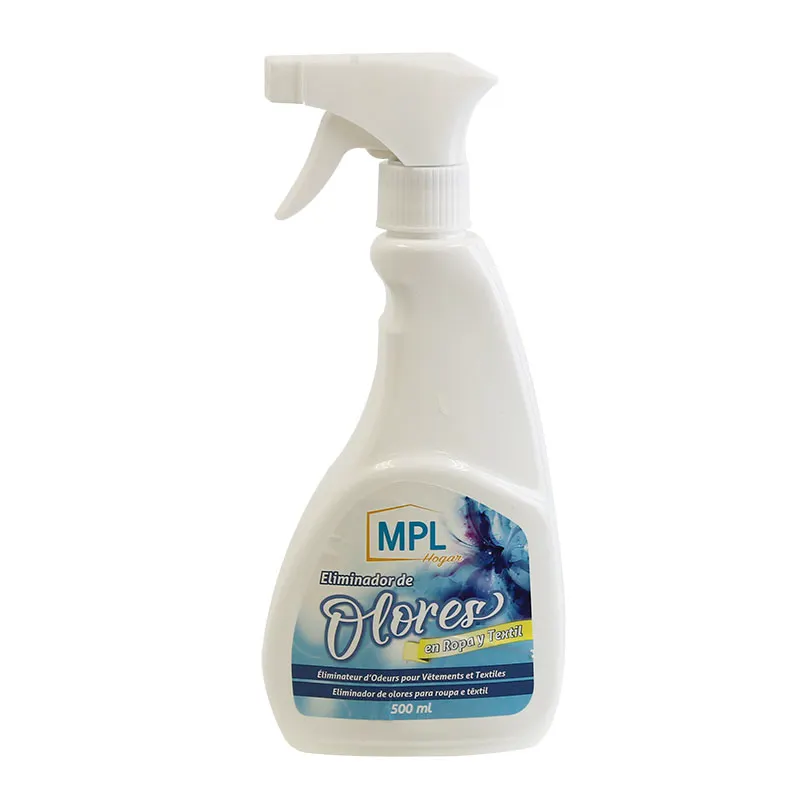 MPL
Hogar
Eliminador de
Olores
en Ropa y Textil
Éliminateur d'Odeurs pour Vêtements et Textiles
Eliminador de olores para roupa e têxtil
500 ml